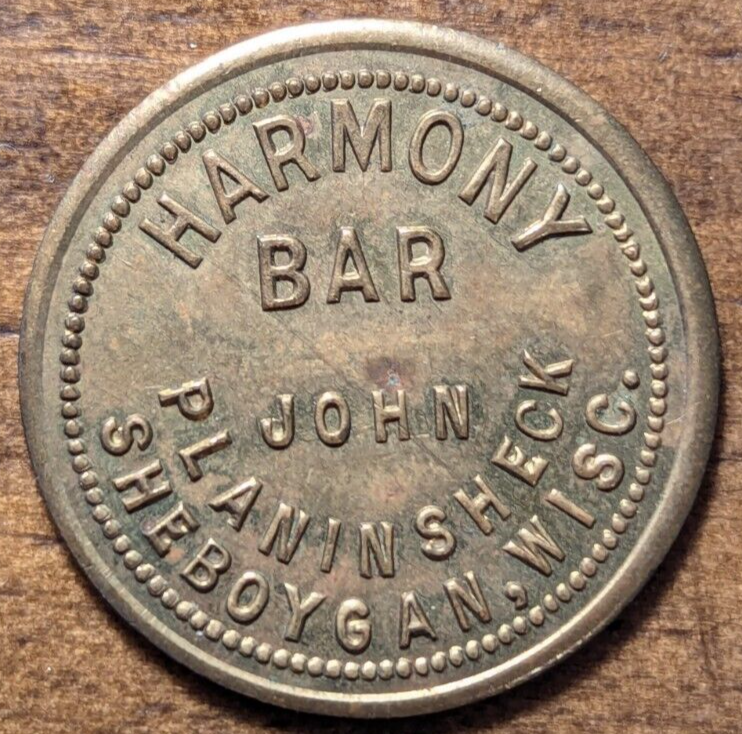 HARMONY
BAR
JOHN
PLANINSHECK
SHEBOYGAN, WISC.